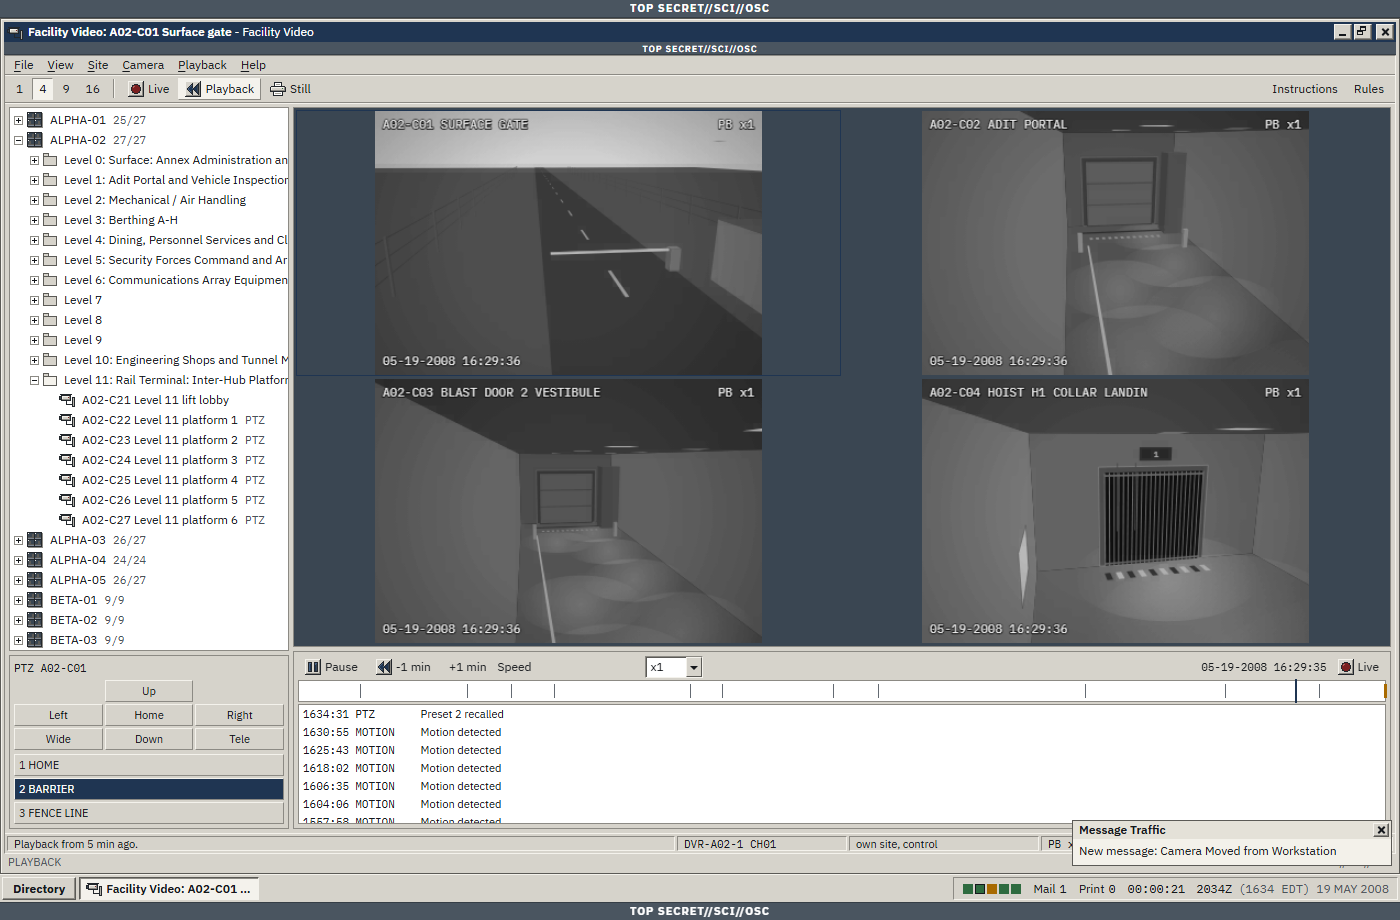 TOP SECRET//SCI//OSC
Facility Video: A02-C01 Surface gate - Facility Video
TOP SECRET//SCI//OSC
File View Site Camera Playback Help
1 4 9 16 Live Playback Still Instructions Rules
ALPHA-01 25/27
ALPHA-02 27/27
Level 0: Surface: Annex Administration an
Level 1: Adit Portal and Vehicle Inspection
Level 2: Mechanical / Air Handling
Level 3: Berthing A-H
Level 4: Dining, Personnel Services and Cl
Level 5: Security Forces Command and Ar
Level 6: Communications Array Equipmen
Level 7
Level 8
Level 9
Level 10: Engineering Shops and Tunnel M
Level 11: Rail Terminal: Inter-Hub Platforr
A02-C21 Level 11 lift lobby
A02-C22 Level 11 platform 1 PTZ
A02-C23 Level 11 platform 2 PTZ
A02-C24 Level 11 platform 3 PTZ
A02-C25 Level 11 platform 4 PTZ
A02-C26 Level 11 platform 5 PTZ
A02-C27 Level 11 platform 6 PTZ
ALPHA-03 26/27
ALPHA-04 24/24
ALPHA-05 26/27
BETA-01 9/9
BETA-02 9/9
BETA-03 9/9
A02-C01 SURFACE GATE PB x1
05-19-2008 16:29:36
A02-C02 ADIT PORTAL PB x1
05-19-2008 16:29:36
A02-C03 BLAST DOOR 2 VESTIBULE PB x1
05-19-2008 16:29:36
A02-C04 HOIST H1 COLLAR LANDIN PB x1
1
05-19-2008 16:29:36
PTZ A02-C01
Up
Left Home Right
Wide Down Tele
1 HOME
2 BARRIER
3 FENCE LINE
Pause -1 min +1 min Speed x1 05-19-2008 16:29:35 Live
1634:31 PTZ Preset 2 recalled
1630:55 MOTION Motion detected
1625:43 MOTION Motion detected
1618:02 MOTION Motion detected
1606:35 MOTION Motion detected
1604:06 MOTION Motion detected
1557:58 MOTION Motion detected
Playback from 5 min ago. DVR-A02-1 CH01 own site, control PB x
PLAYBACK
Message Traffic
New message: Camera Moved from Workstation
Directory Facility Video: A02-C01 ... Mail 1 Print 0 00:00:21 2034Z (1634 EDT) 19 MAY 2008
TOP SECRET//SCI//OSC